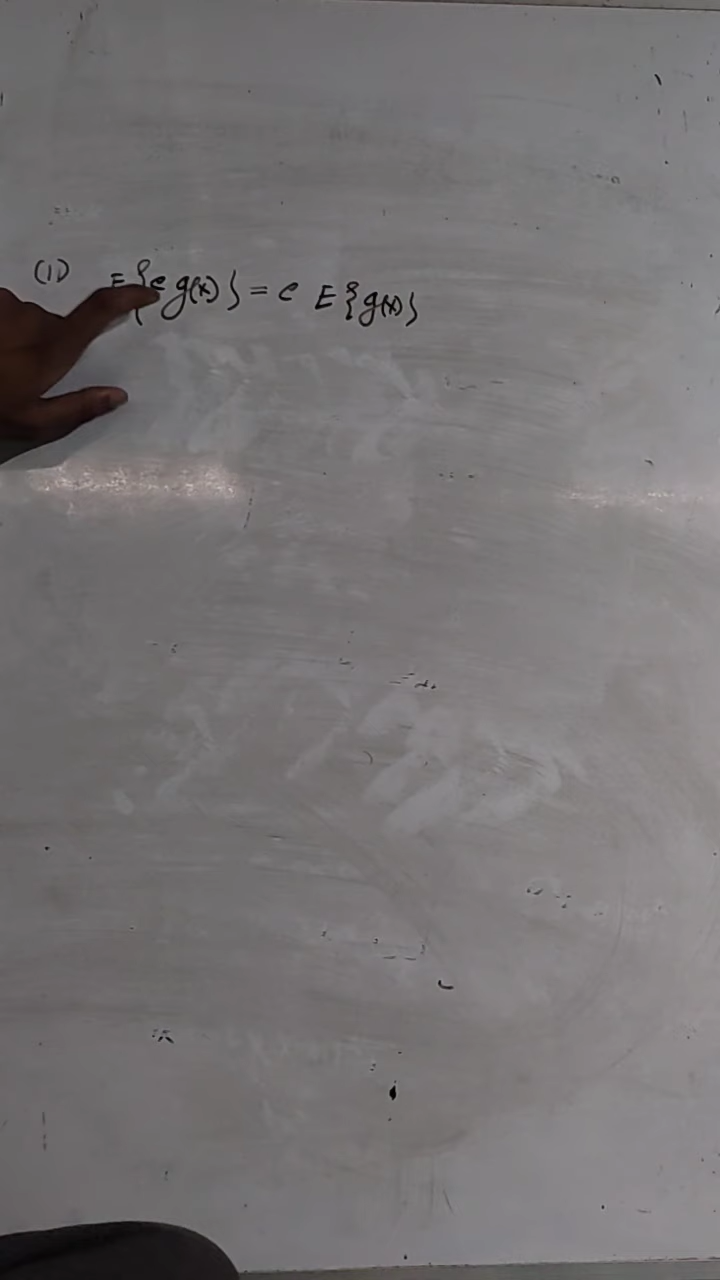 (1) E{c g(x)} = c E{g(x)}